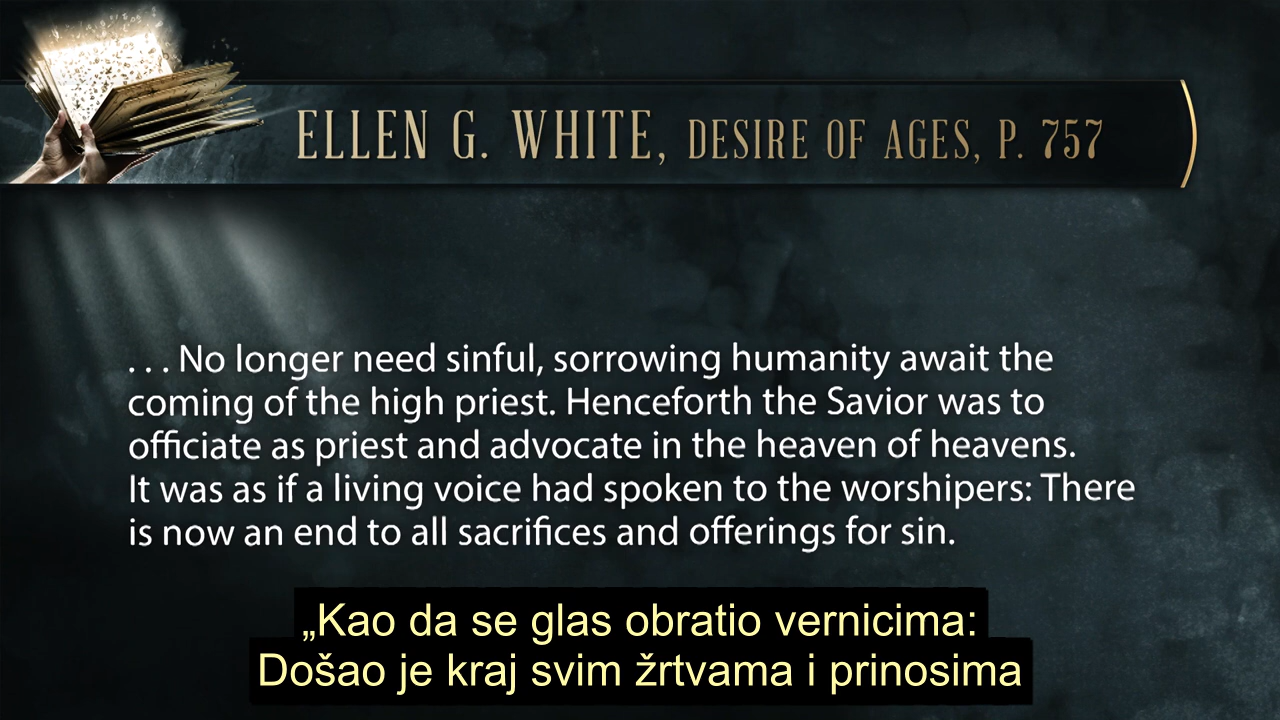 ELLEN G. WHITE, DESIRE OF AGES, P. 757
. . . No longer need sinful, sorrowing humanity await the
coming of the high priest. Henceforth the Savior was to
officiate as priest and advocate in the heaven of heavens.
It was as if a living voice had spoken to the worshipers: There
is now an end to all sacrifices and offerings for sin.
„Kao da se glas obratio vernicima:
Došao je kraj svim žrtvama i prinosima